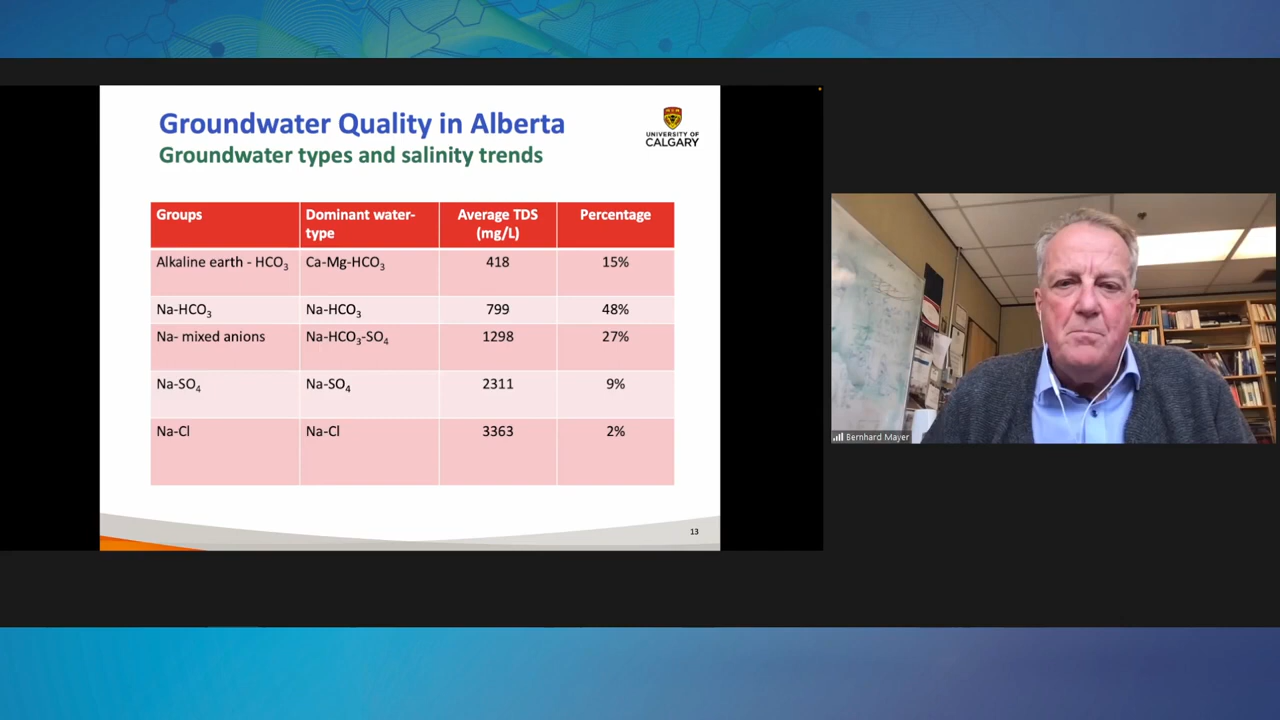 Groundwater Quality in Alberta
Groundwater types and salinity trends
UNIVERSITY OF
CALGARY
Groups
Dominant water-
type
Average TDS
(mg/L)
Percentage
Alkaline earth - HCO₃
Ca-Mg-HCO₃
418
15%
Na-HCO₃
Na-HCO₃
799
48%
Na- mixed anions
Na-HCO₃-SO₄
1298
27%
Na-SO₄
Na-SO₄
2311
9%
Na-Cl
Na-Cl
3363
2%
13
Bernhard Mayer